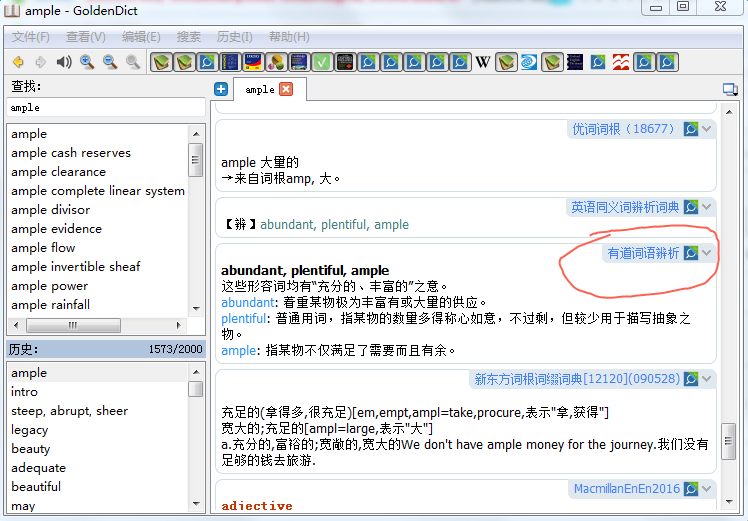 ample - GoldenDict
文件(F) 查看(V) 编辑(E) 搜索 历史(I) 帮助(H)
W
查找:
ample
ample
ample
ample cash reserves
ample clearance
ample complete linear system
ample divisor
ample evidence
ample flow
ample invertible sheaf
ample power
ample rainfall
历史: 1573/2000
ample
intro
steep, abrupt, sheer
legacy
beauty
adequate
beautiful
may
优词词根（18677）
ample 大量的
→来自词根amp, 大。
英语同义词辨析词典
【辨】abundant, plentiful, ample
有道词语辨析
abundant, plentiful, ample
这些形容词均有“充分的、丰富的”之意。
abundant: 着重某物极为丰富有或大量的供应。
plentiful: 普通用词，指某物的数量多得称心如意，不过剩，但较少用于描写抽象之
物。
ample: 指某物不仅满足了需要而且有余。
新东方词根词缀词典[12120](090528)
充足的(拿得多,很充足)[em,empt,ampl=take,procure,表示"拿,获得"]
宽大的;充足的[ampl=large,表示"大"]
a.充分的,富裕的;宽敞的,宽大的We don't have ample money for the journey.我们没有
足够的钱去旅游.
MacmillanEnEn2016
adjective